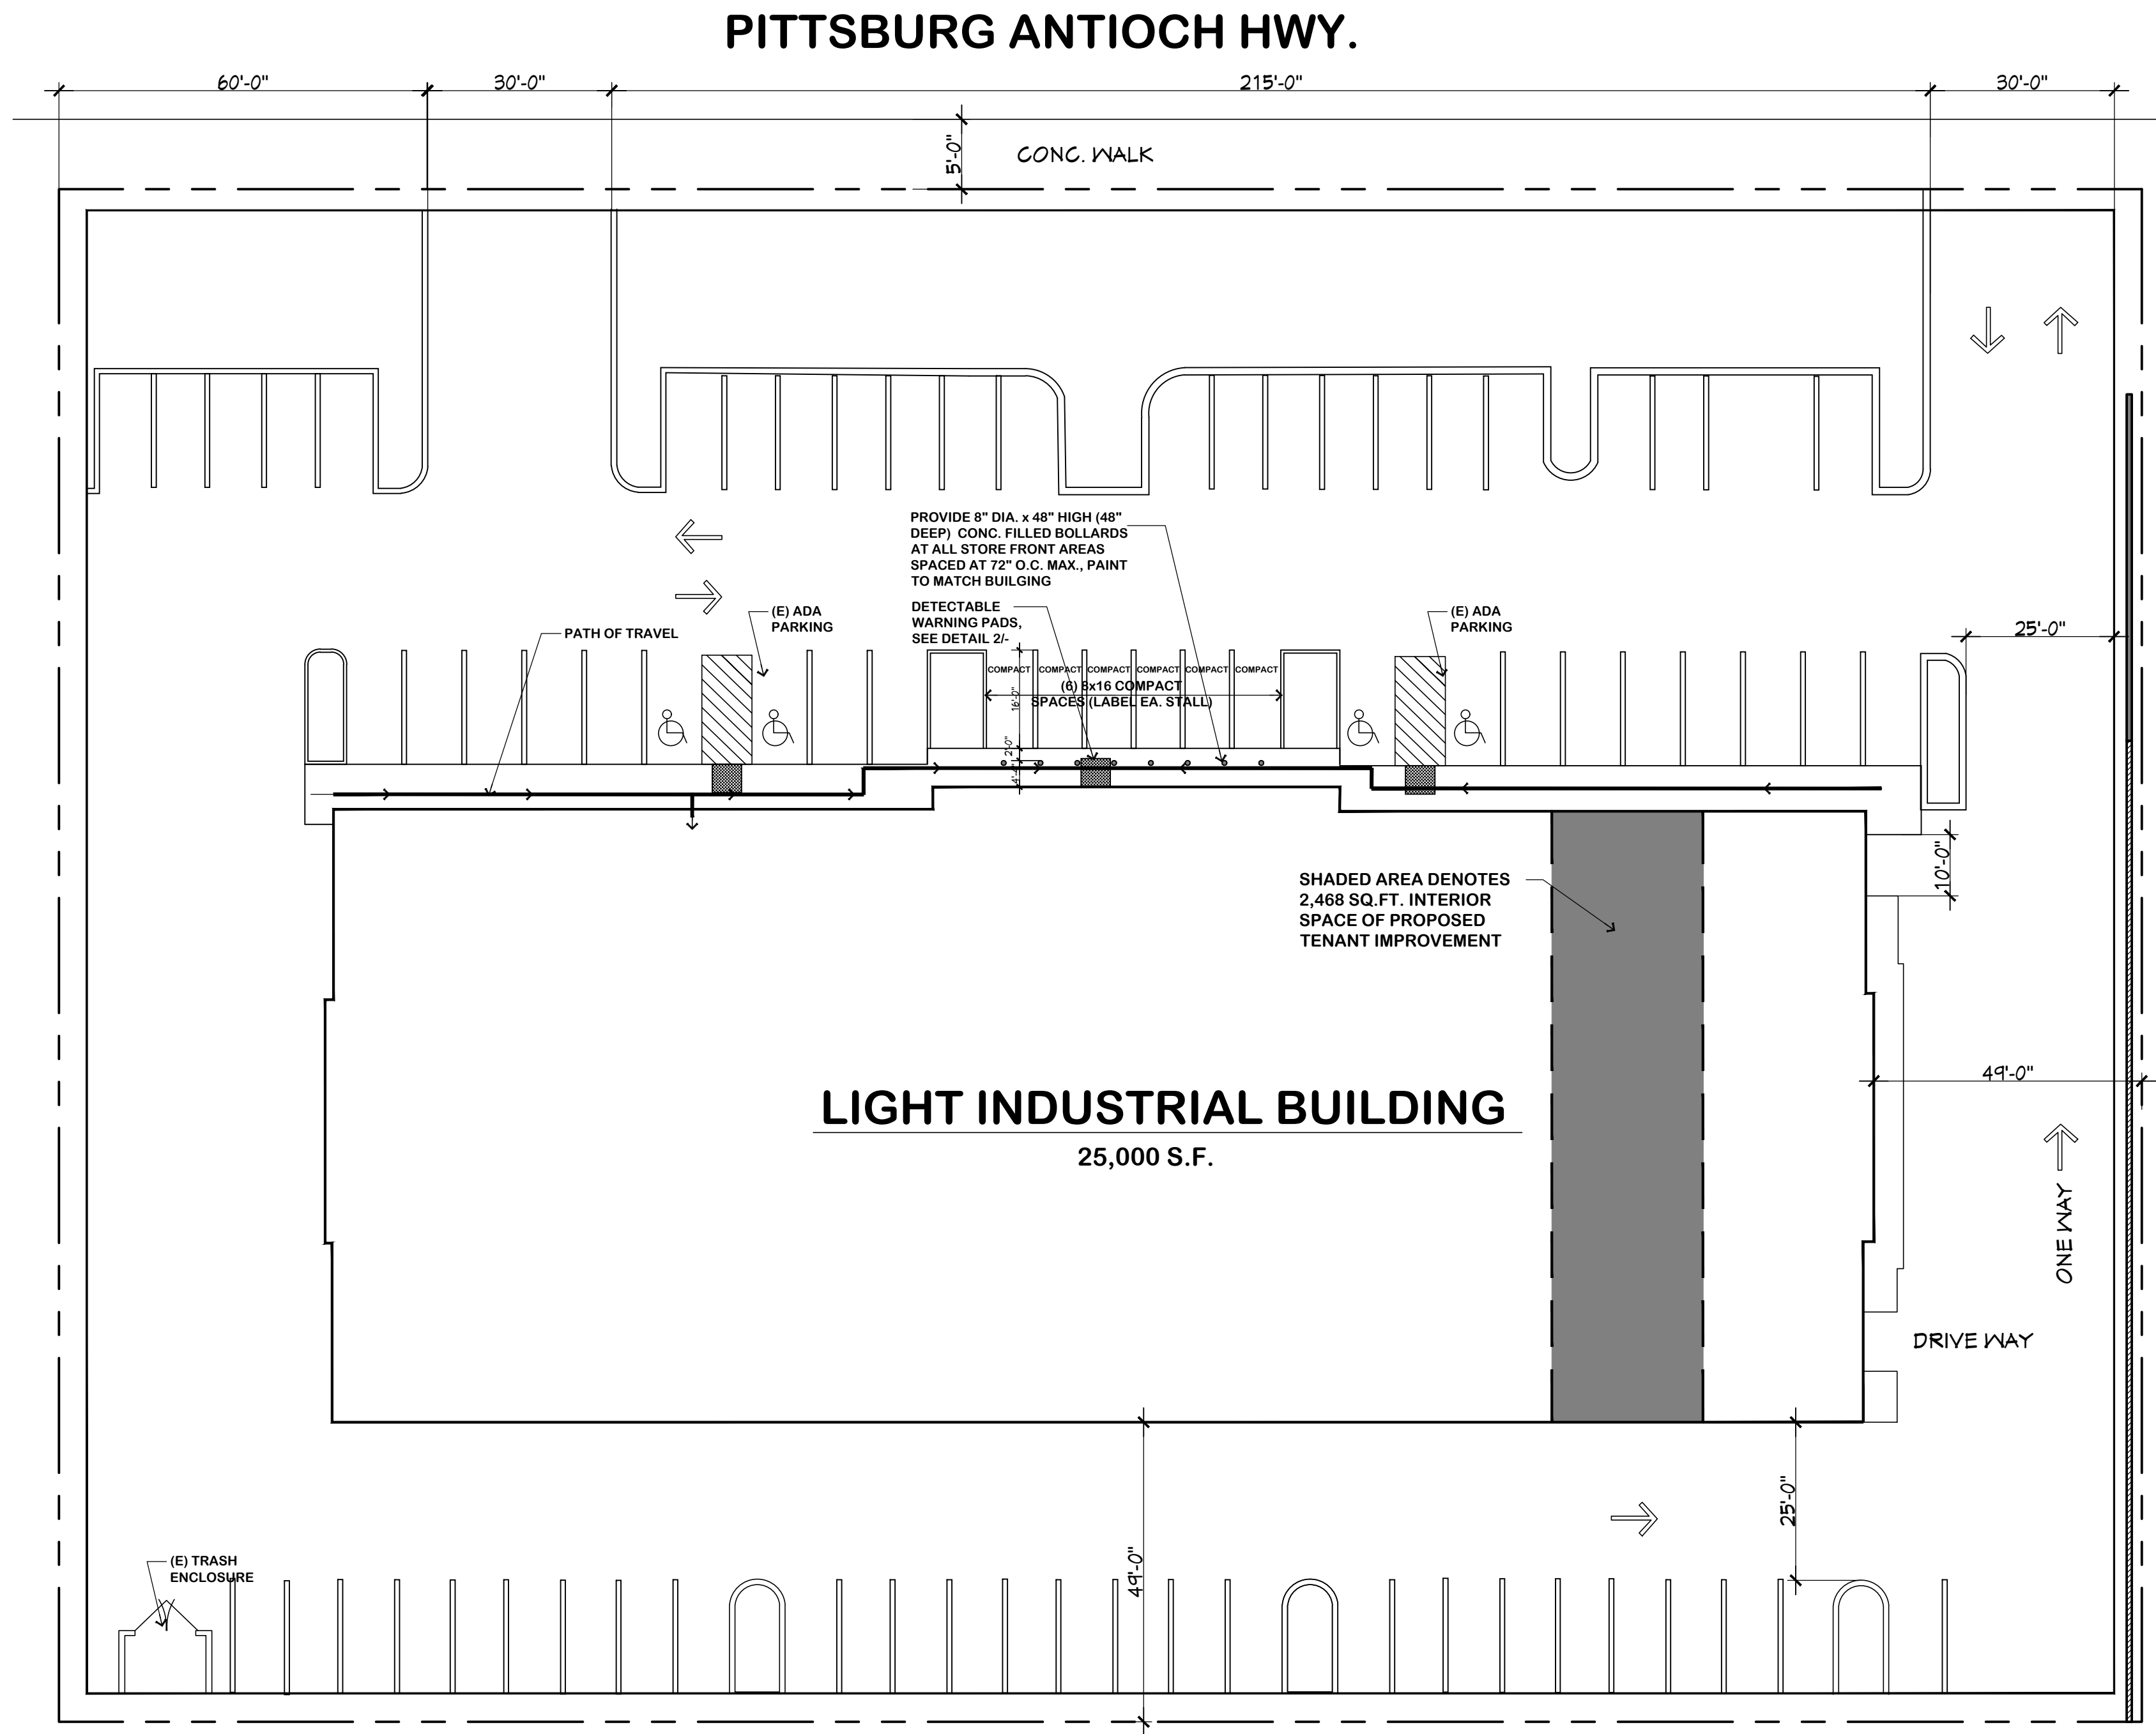 PITTSBURG ANTIOCH HWY.
60'-0"
30'-0"
215'-0"
30'-0"
5'-0"
CONC. WALK
PROVIDE 8" DIA. x 48" HIGH (48"
DEEP) CONC. FILLED BOLLARDS
AT ALL STORE FRONT AREAS
SPACED AT 72" O.C. MAX., PAINT
TO MATCH BUILGING
DETECTABLE
WARNING PADS,
SEE DETAIL 2/-
(E) ADA
PARKING
PATH OF TRAVEL
(E) ADA
PARKING
25'-0"
COMPACT COMPACT COMPACT COMPACT COMPACT COMPACT
(6) 8x16 COMPACT
SPACES (LABEL EA. STALL)
16'-0"
2'-0"
4'-0"
10'-0"
SHADED AREA DENOTES
2,468 SQ.FT. INTERIOR
SPACE OF PROPOSED
TENANT IMPROVEMENT
49'-0"
LIGHT INDUSTRIAL BUILDING
25,000 S.F.
ONE WAY
DRIVE WAY
25'-0"
49'-0"
(E) TRASH
ENCLOSURE